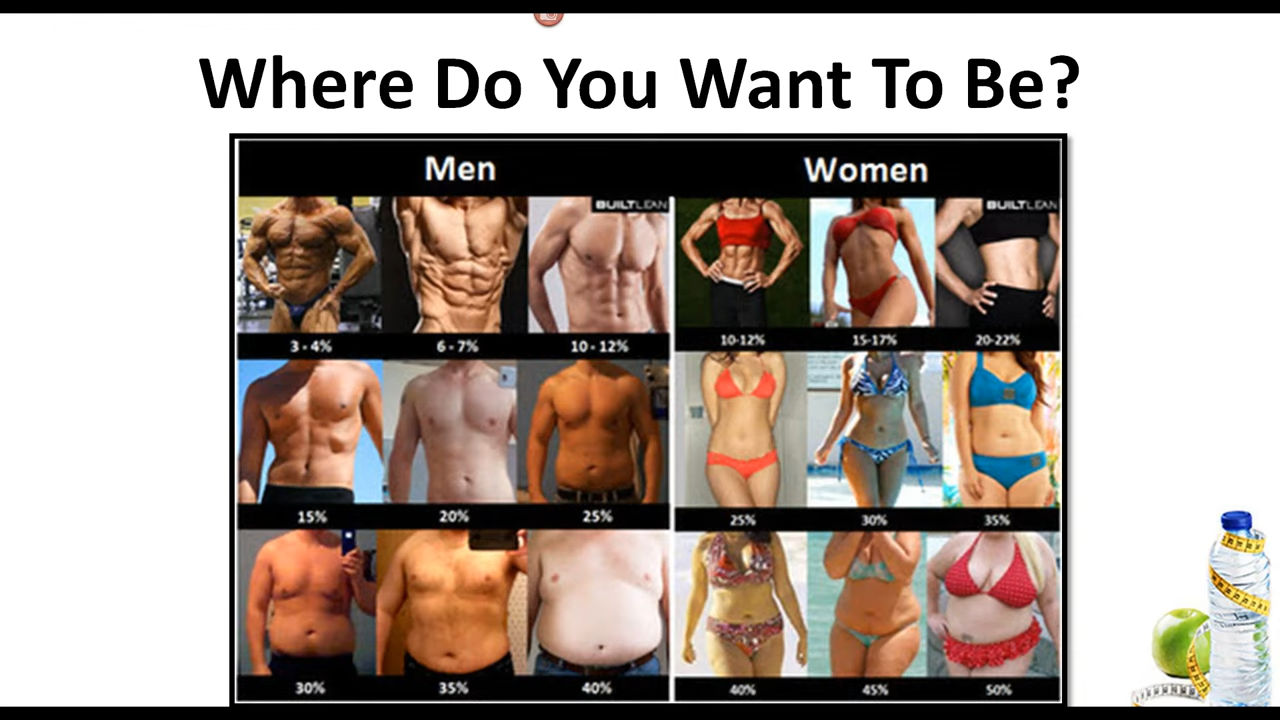 Where Do You Want To Be?
Men
Women
BUILTLEAN
BUILTLEAN
3 - 4%
6 - 7%
10 - 12%
10-12%
15-17%
20-22%
15%
20%
25%
25%
30%
35%
30%
35%
40%
40%
45%
50%